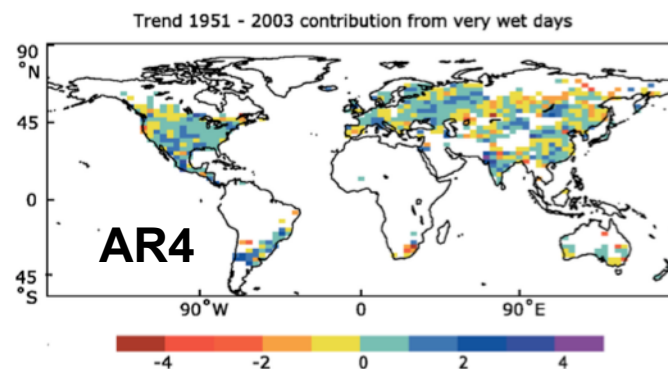 Trend 1951 - 2003 contribution from very wet days
90
°N
45
0
AR4
45
°S
90°W 0 90°E
-4 -2 0 2 4